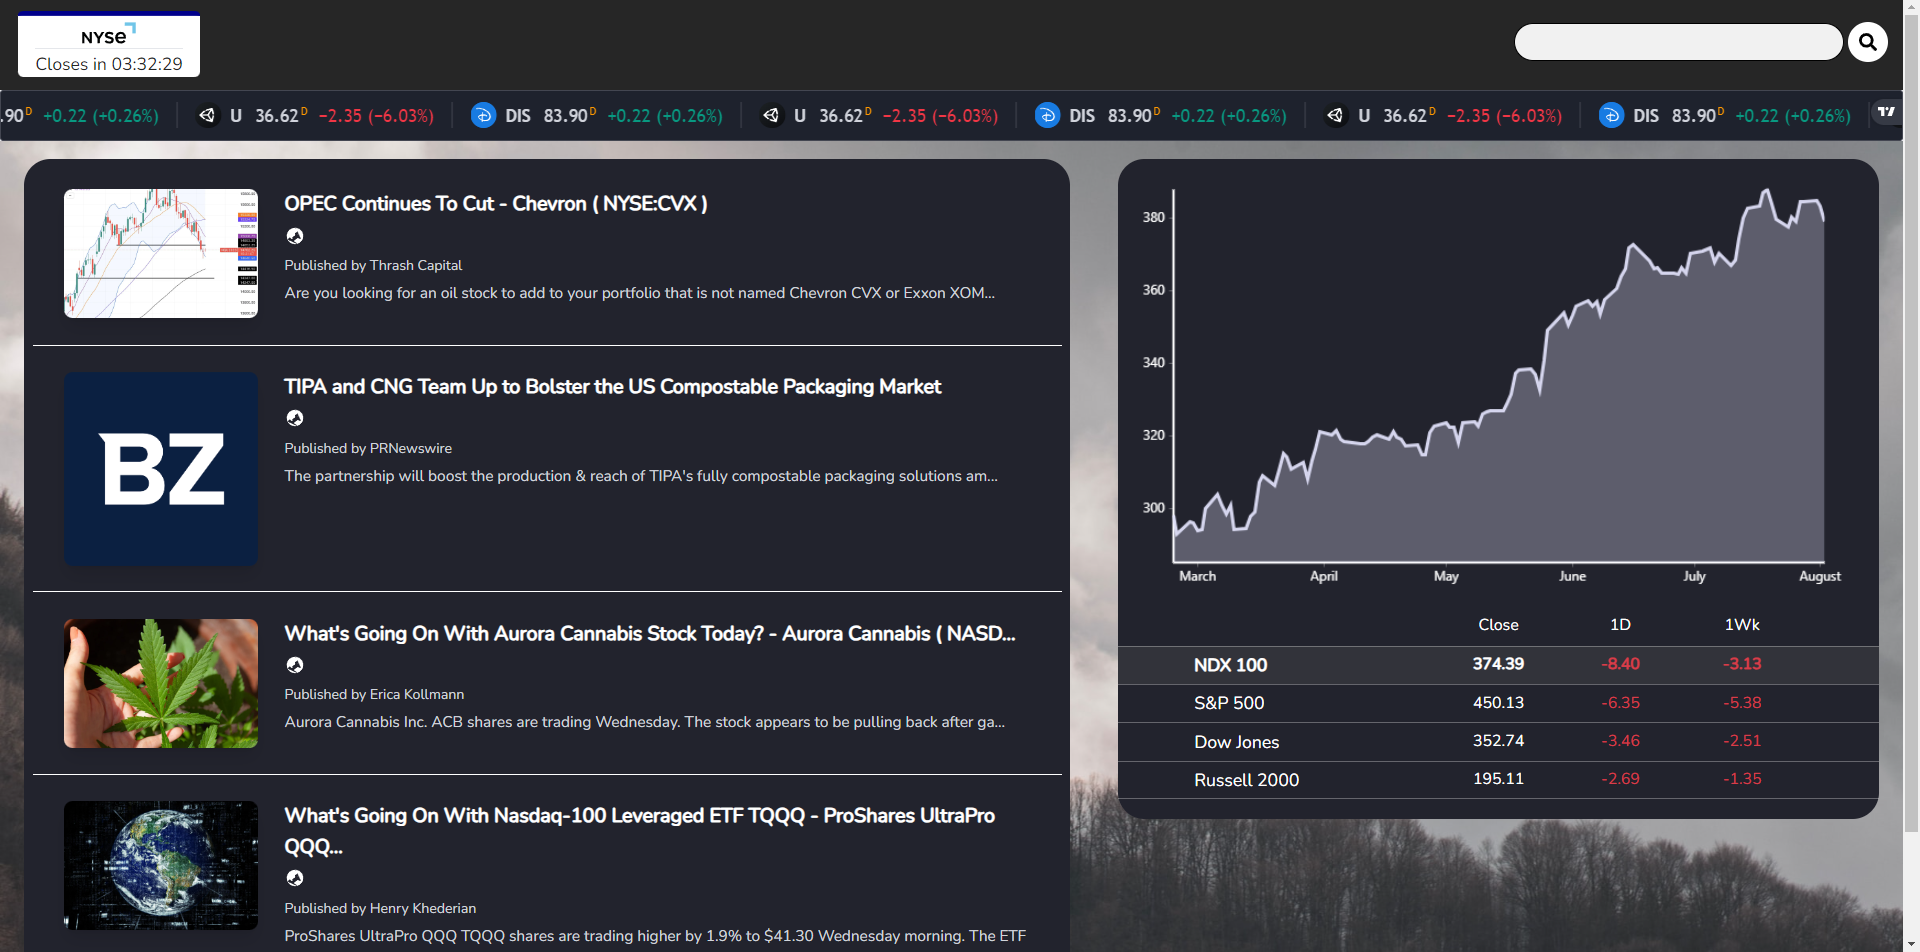 NYSE
Closes in 03:32:29
.90 D +0.22 (+0.26%) U 36.62 D −2.35 (−6.03%) DIS 83.90 D +0.22 (+0.26%) U 36.62 D −2.35 (−6.03%) DIS 83.90 D +0.22 (+0.26%) U 36.62 D −2.35 (−6.03%) DIS 83.90 D +0.22 (+0.26%)
OPEC Continues To Cut - Chevron ( NYSE:CVX )
Published by Thrash Capital
Are you looking for an oil stock to add to your portfolio that is not named Chevron CVX or Exxon XOM...
BZ
TIPA and CNG Team Up to Bolster the US Compostable Packaging Market
Published by PRNewswire
The partnership will boost the production & reach of TIPA's fully compostable packaging solutions am...
What's Going On With Aurora Cannabis Stock Today? - Aurora Cannabis ( NASD...
Published by Erica Kollmann
Aurora Cannabis Inc. ACB shares are trading Wednesday. The stock appears to be pulling back after ga...
What's Going On With Nasdaq-100 Leveraged ETF TQQQ - ProShares UltraPro
QQQ...
Published by Henry Khederian
ProShares UltraPro QQQ TQQQ shares are trading higher by 1.9% to $41.30 Wednesday morning. The ETF
380
360
340
320
300
March April May June July August
Close 1D 1Wk
NDX 100 374.39 -8.40 -3.13
S&P 500 450.13 -6.35 -5.38
Dow Jones 352.74 -3.46 -2.51
Russell 2000 195.11 -2.69 -1.35